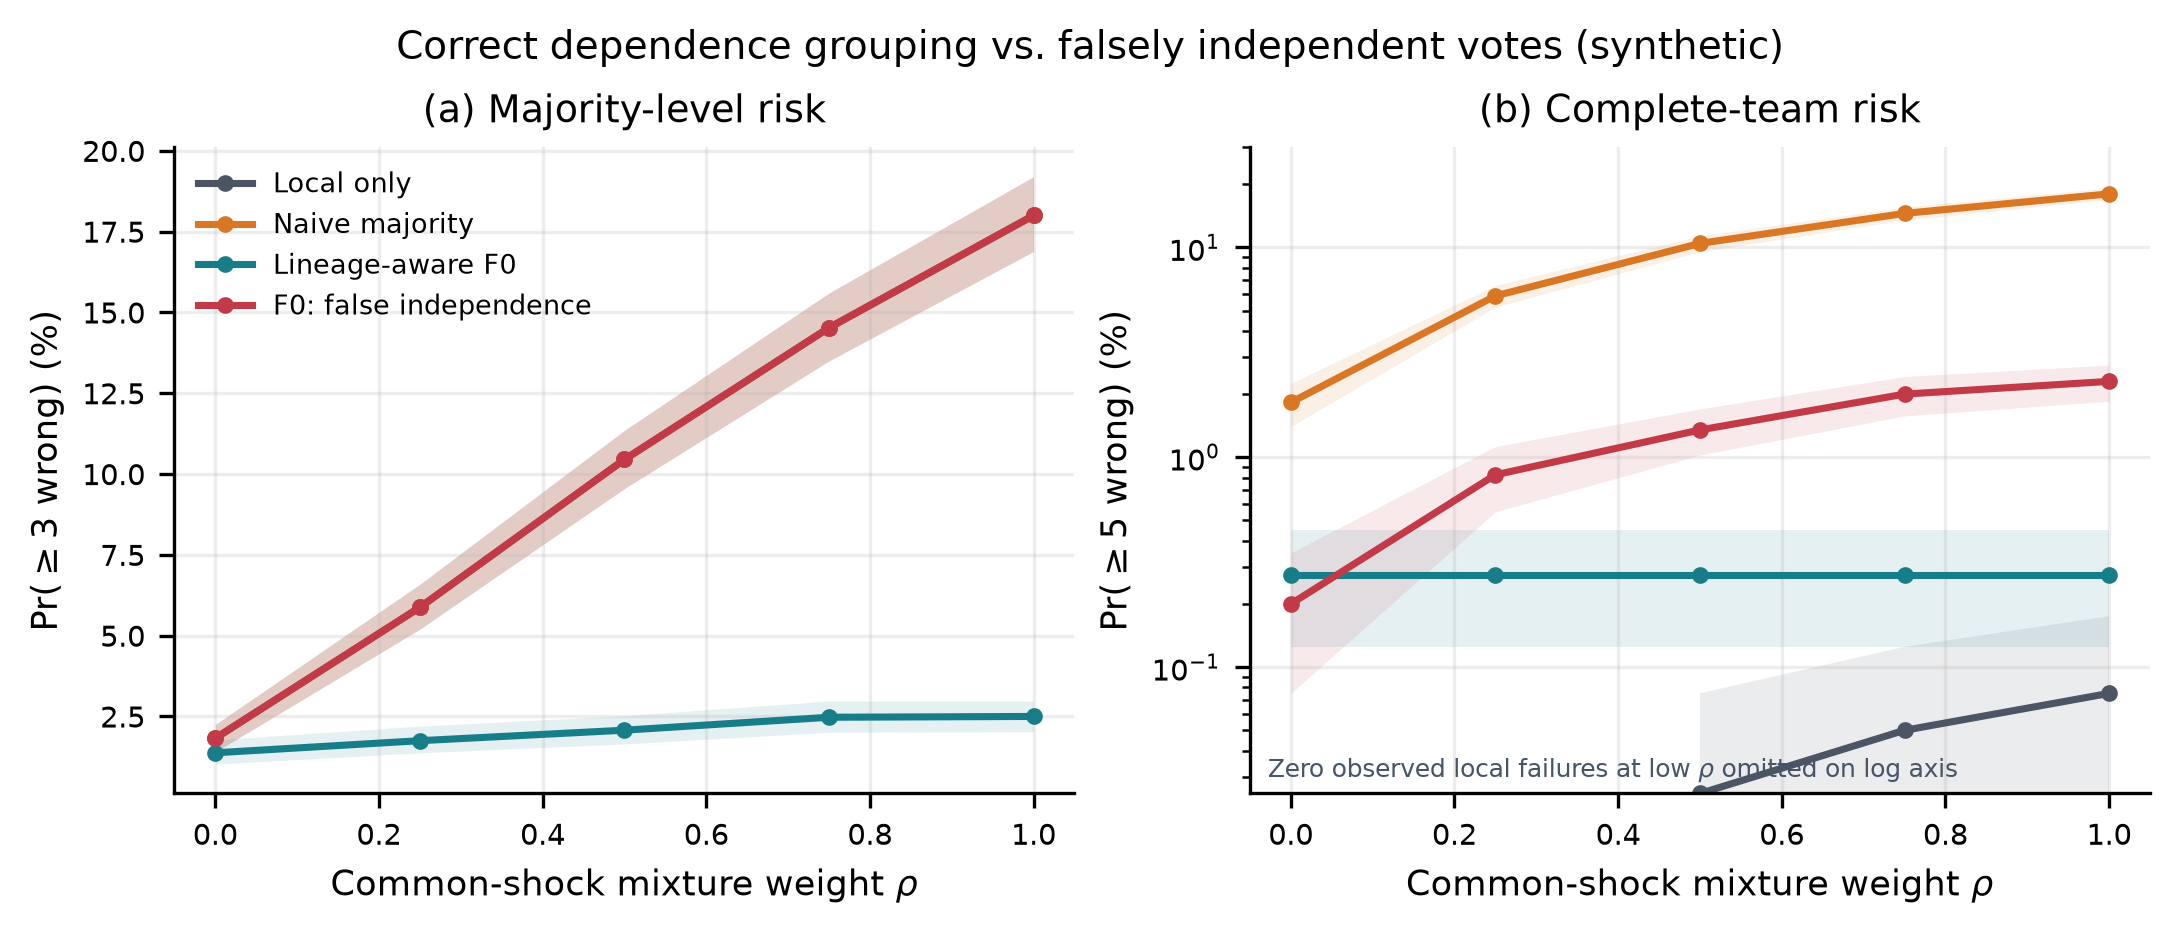 Correct dependence grouping vs. falsely independent votes (synthetic)
(a) Majority-level risk
Pr( ≥ 3 wrong) (%)
20.0
17.5
15.0
12.5
10.0
7.5
5.0
2.5
Local only
Naive majority
Lineage-aware F0
F0: false independence
0.0 0.2 0.4 0.6 0.8 1.0
Common-shock mixture weight ρ
(b) Complete-team risk
Pr( ≥ 5 wrong) (%)
10¹
10⁰
10⁻¹
Zero observed local failures at low ρ omitted on log axis
0.0 0.2 0.4 0.6 0.8 1.0
Common-shock mixture weight ρ